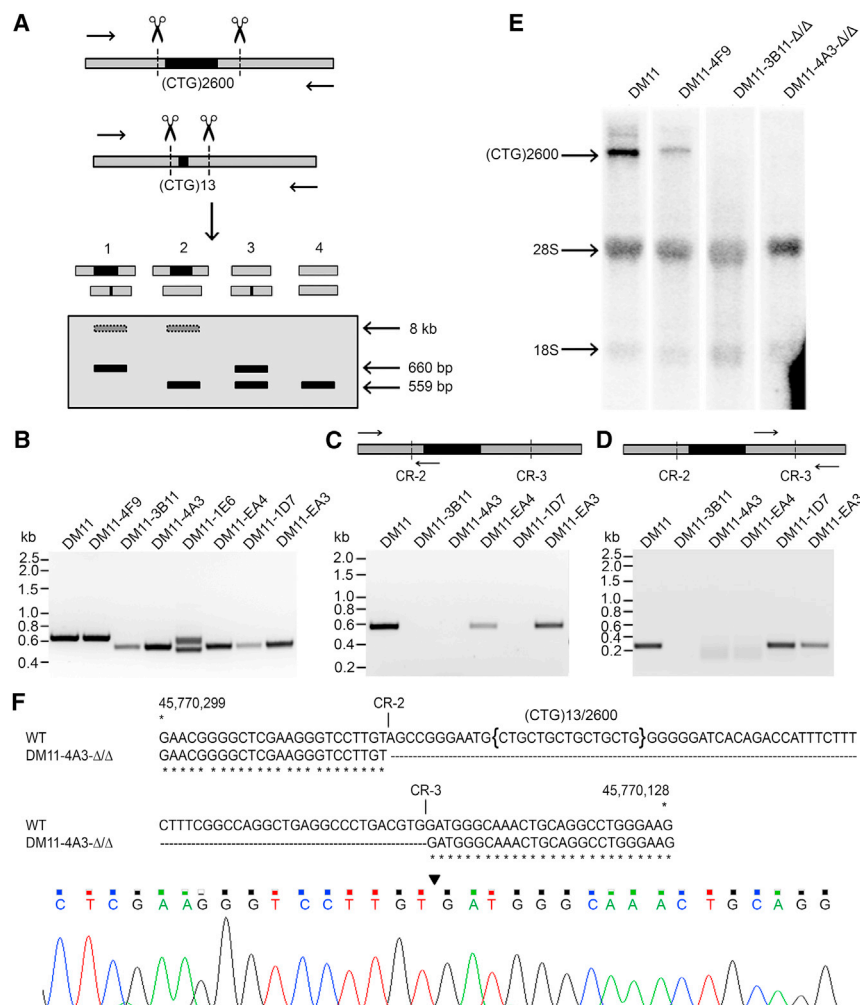 A
(CTG)2600
(CTG)13
1 2 3 4
8 kb
660 bp
559 bp
E
DM11
DM11-4F9
DM11-3B11-Δ/Δ
DM11-4A3-Δ/Δ
(CTG)2600
28S
18S
B
kb
DM11
DM11-4F9
DM11-3B11
DM11-4A3
DM11-1E6
DM11-EA4
DM11-1D7
DM11-EA3
2.5
2.0
1.5
1.0
0.8
0.6
0.4
C
CR-2
CR-3
kb
DM11
DM11-3B11
DM11-4A3
DM11-EA4
DM11-1D7
DM11-EA3
2.0
1.5
1.0
0.8
0.6
0.4
0.2
D
CR-2
CR-3
kb
DM11
DM11-3B11
DM11-4A3
DM11-EA4
DM11-1D7
DM11-EA3
2.5
2.0
1.5
1.0
0.8
0.6
0.4
0.2
F
45,770,299 CR-2 (CTG)13/2600
*
WT GAACGGGGCTCGAAGGGTCCTTGTAGCCGGGAATG{CTGCTGCTGCTGCTG}GGGGGATCACAGACCATTTCTTT
DM11-4A3-Δ/Δ GAACGGGGCTCGAAGGGTCCTTGT
************************
CR-3 45,770,128
*
WT CTTTCGGCCAGGCTGAGGCCCTGACGTGGATGGGCAAACTGCAGGCCTGGGAAG
DM11-4A3-Δ/Δ GATGGGCAAACTGCAGGCCTGGGAAG
**************************
C T C G A A G G G T C C T T G T G A T G G G C A A A C T G C A G G